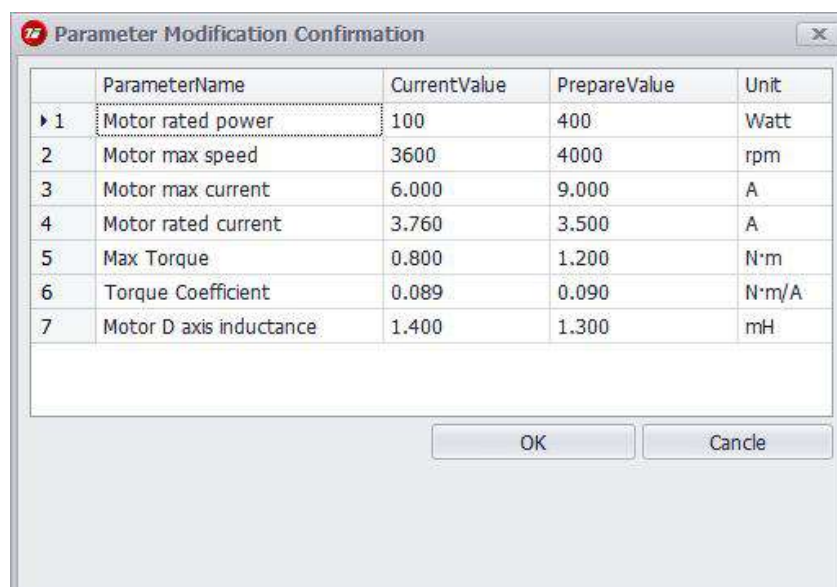 Parameter Modification Confirmation
ParameterName CurrentValue PrepareValue Unit
1 Motor rated power 100 400 Watt
2 Motor max speed 3600 4000 rpm
3 Motor max current 6.000 9.000 A
4 Motor rated current 3.760 3.500 A
5 Max Torque 0.800 1.200 N·m
6 Torque Coefficient 0.089 0.090 N·m/A
7 Motor D axis inductance 1.400 1.300 mH
OK Cancle